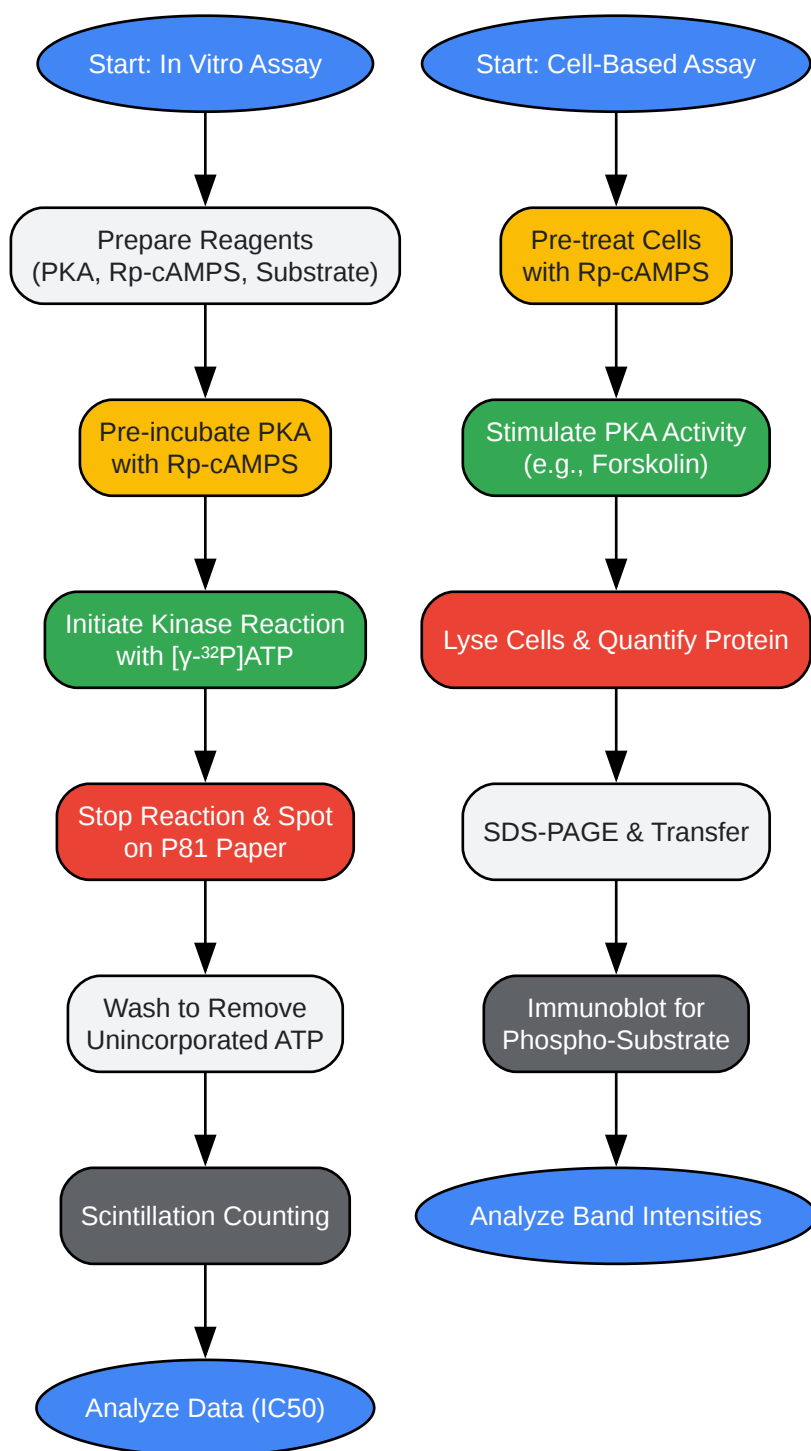 Start: In Vitro Assay
Prepare Reagents
(PKA, Rp-cAMPS, Substrate)
Pre-incubate PKA
with Rp-cAMPS
Initiate Kinase Reaction
with [γ-³²P]ATP
Stop Reaction & Spot
on P81 Paper
Wash to Remove
Unincorporated ATP
Scintillation Counting
Analyze Data (IC50)
Start: Cell-Based Assay
Pre-treat Cells
with Rp-cAMPS
Stimulate PKA Activity
(e.g., Forskolin)
Lyse Cells & Quantify Protein
SDS-PAGE & Transfer
Immunoblot for
Phospho-Substrate
Analyze Band Intensities